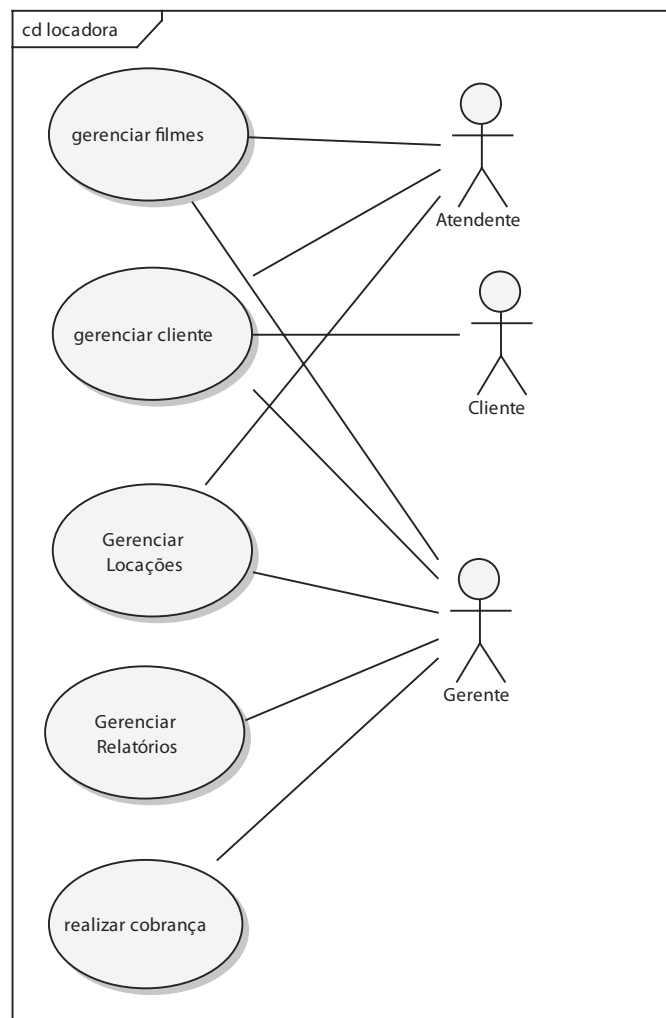 cd locadora
gerenciar filmes
Atendente
gerenciar cliente
Cliente
Gerenciar
Locações
Gerente
Gerenciar
Relatórios
realizar cobrança